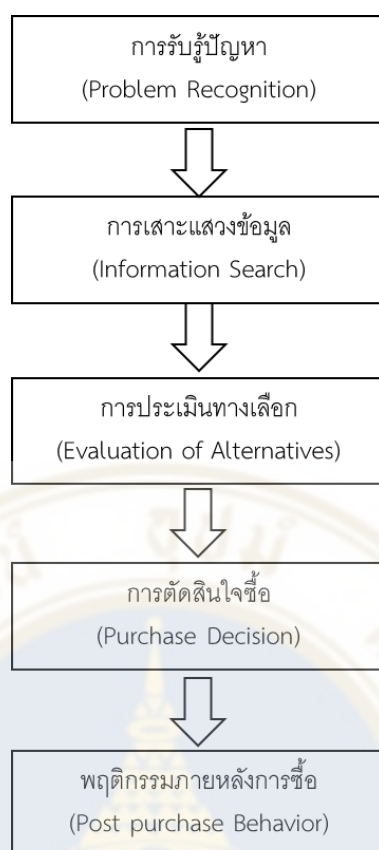 การรับรู้ปัญหา
(Problem Recognition)
การเสาะแสวงข้อมูล
(Information Search)
การประเมินทางเลือก
(Evaluation of Alternatives)
การตัดสินใจซื้อ
(Purchase Decision)
พฤติกรรมภายหลังการซื้อ
(Post purchase Behavior)